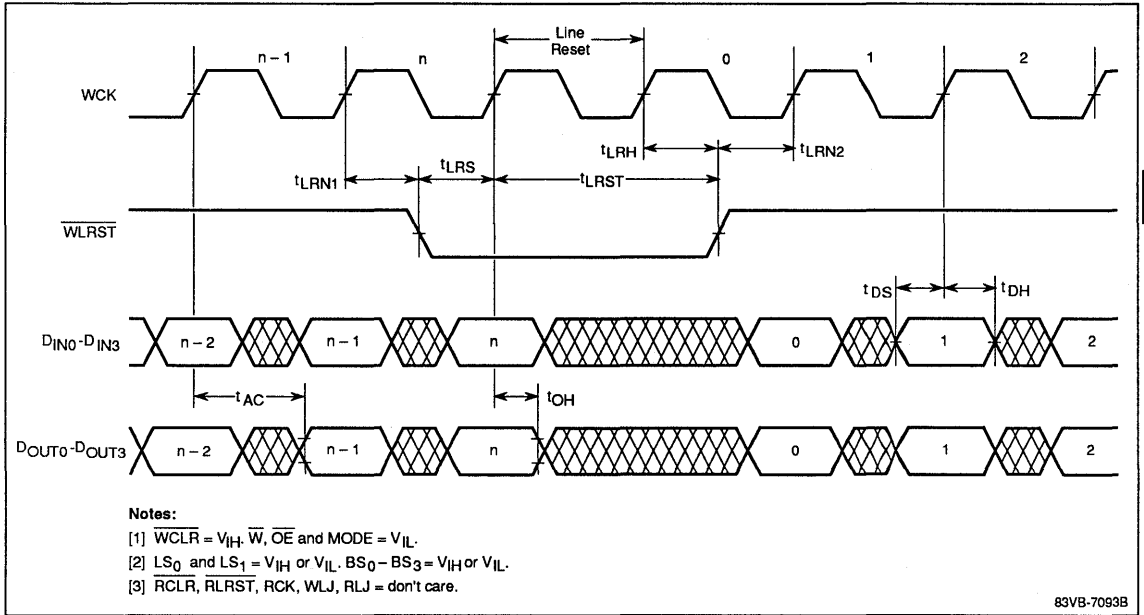 Line
Reset
n – 1
n
0
1
2
WCK
tLRH
tLRN2
tLRS
tLRN1
tLRST
WLRST
tDS
tDH
DIN0-DIN3
n – 2
n – 1
n
0
1
2
tAC
tOH
DOUT0-DOUT3
n – 2
n – 1
n
0
1
2
Notes:
[1] WCLR = VIH. W, OE and MODE = VIL.
[2] LS0 and LS1 = VIH or VIL. BS0 – BS3 = VIH or VIL.
[3] RCLR, RLRST, RCK, WLJ, RLJ = don't care.
83VB-7093B